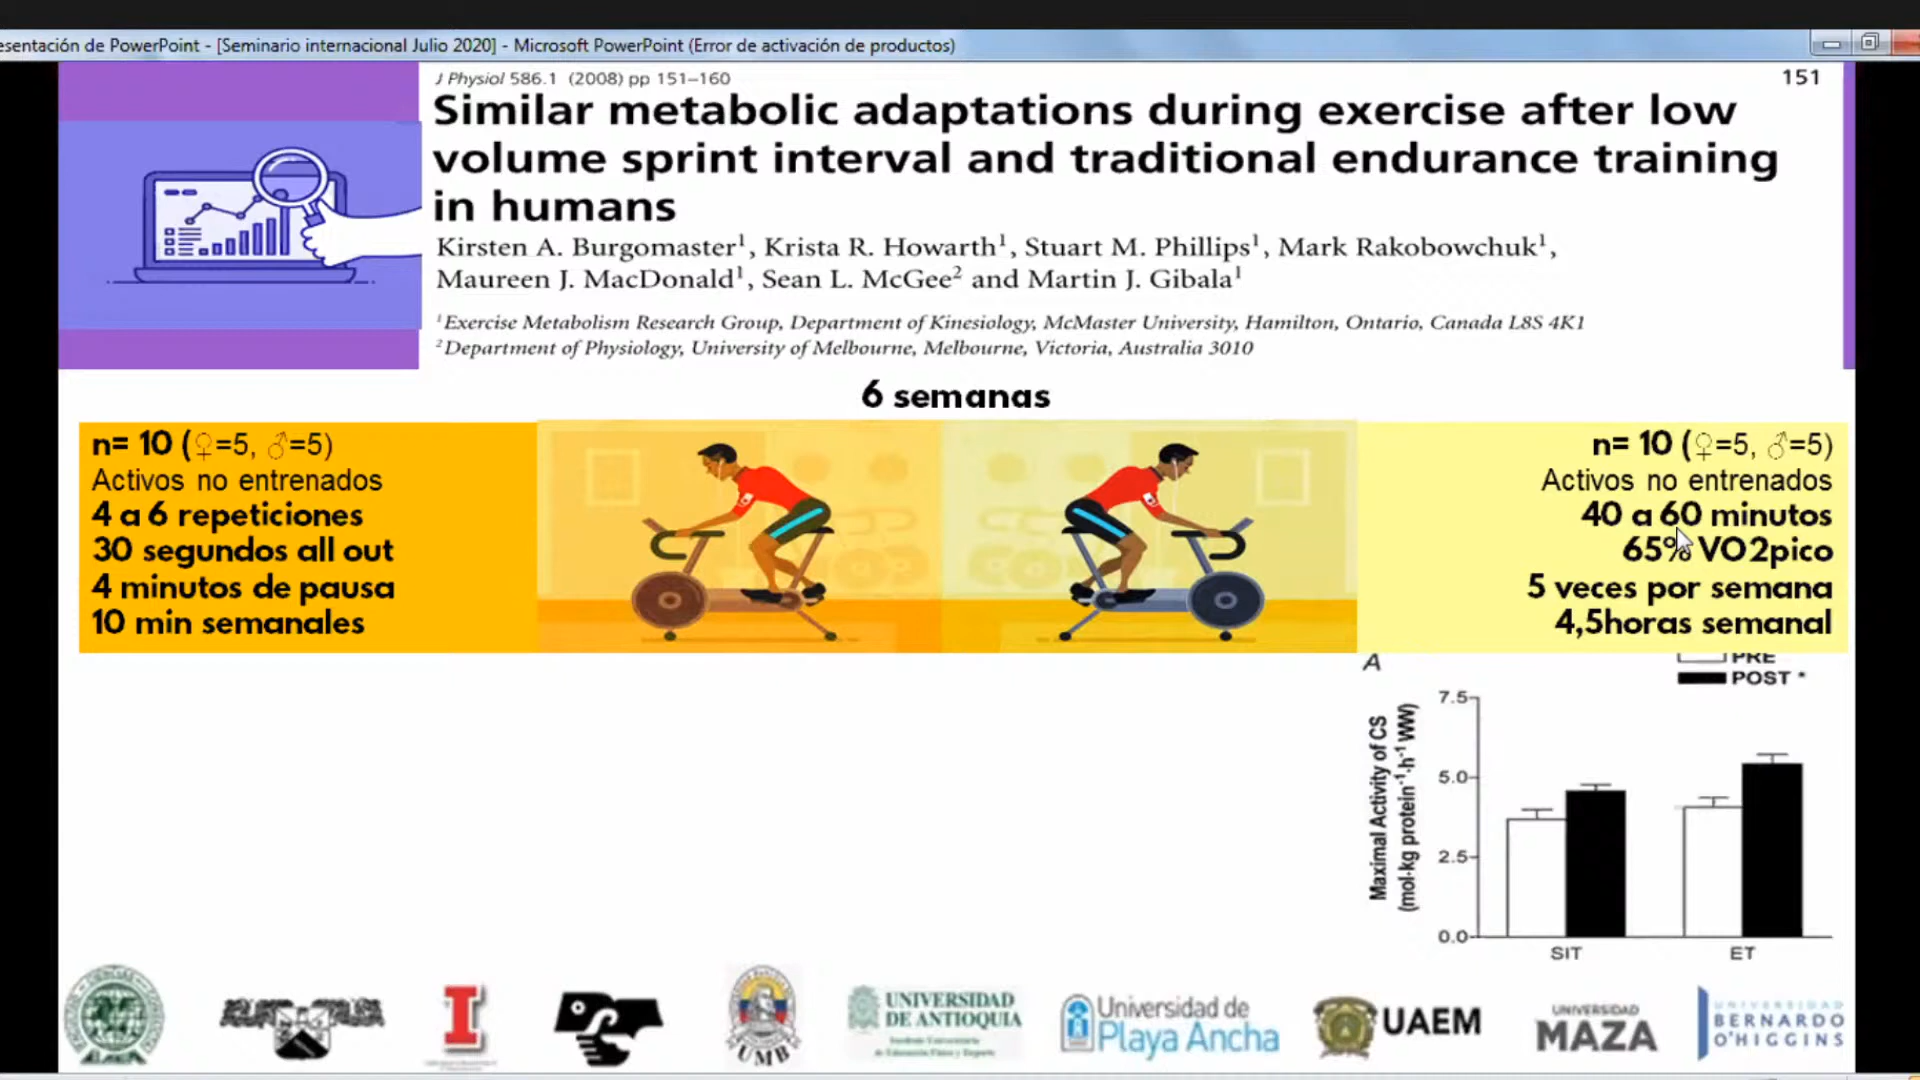 esentación de PowerPoint - [Seminario internacional Julio 2020] - Microsoft PowerPoint (Error de activación de productos)
J Physiol 586.1 (2008) pp 151–160
151
Similar metabolic adaptations during exercise after low
volume sprint interval and traditional endurance training
in humans
Kirsten A. Burgomaster¹, Krista R. Howarth¹, Stuart M. Phillips¹, Mark Rakobowchuk¹,
Maureen J. MacDonald¹, Sean L. McGee² and Martin J. Gibala¹
¹Exercise Metabolism Research Group, Department of Kinesiology, McMaster University, Hamilton, Ontario, Canada L8S 4K1
²Department of Physiology, University of Melbourne, Melbourne, Victoria, Australia 3010
6 semanas
n= 10 (♀=5, ♂=5)
Activos no entrenados
4 a 6 repeticiones
30 segundos all out
4 minutos de pausa
10 min semanales
n= 10 (♀=5, ♂=5)
Activos no entrenados
40 a 60 minutos
65% VO2pico
5 veces por semana
4,5horas semanal
A
PRE
POST *
Maximal Activity of CS
(mol·kg protein⁻¹·h⁻¹ WW)
7.5
5.0
2.5
0.0
SIT
ET
UMB
UNIVERSIDAD
DE ANTIOQUIA
Universidad de
Playa Ancha
UAEM
UNIVERSIDAD
MAZA
UNIVERSIDAD
BERNARDO
O'HIGGINS